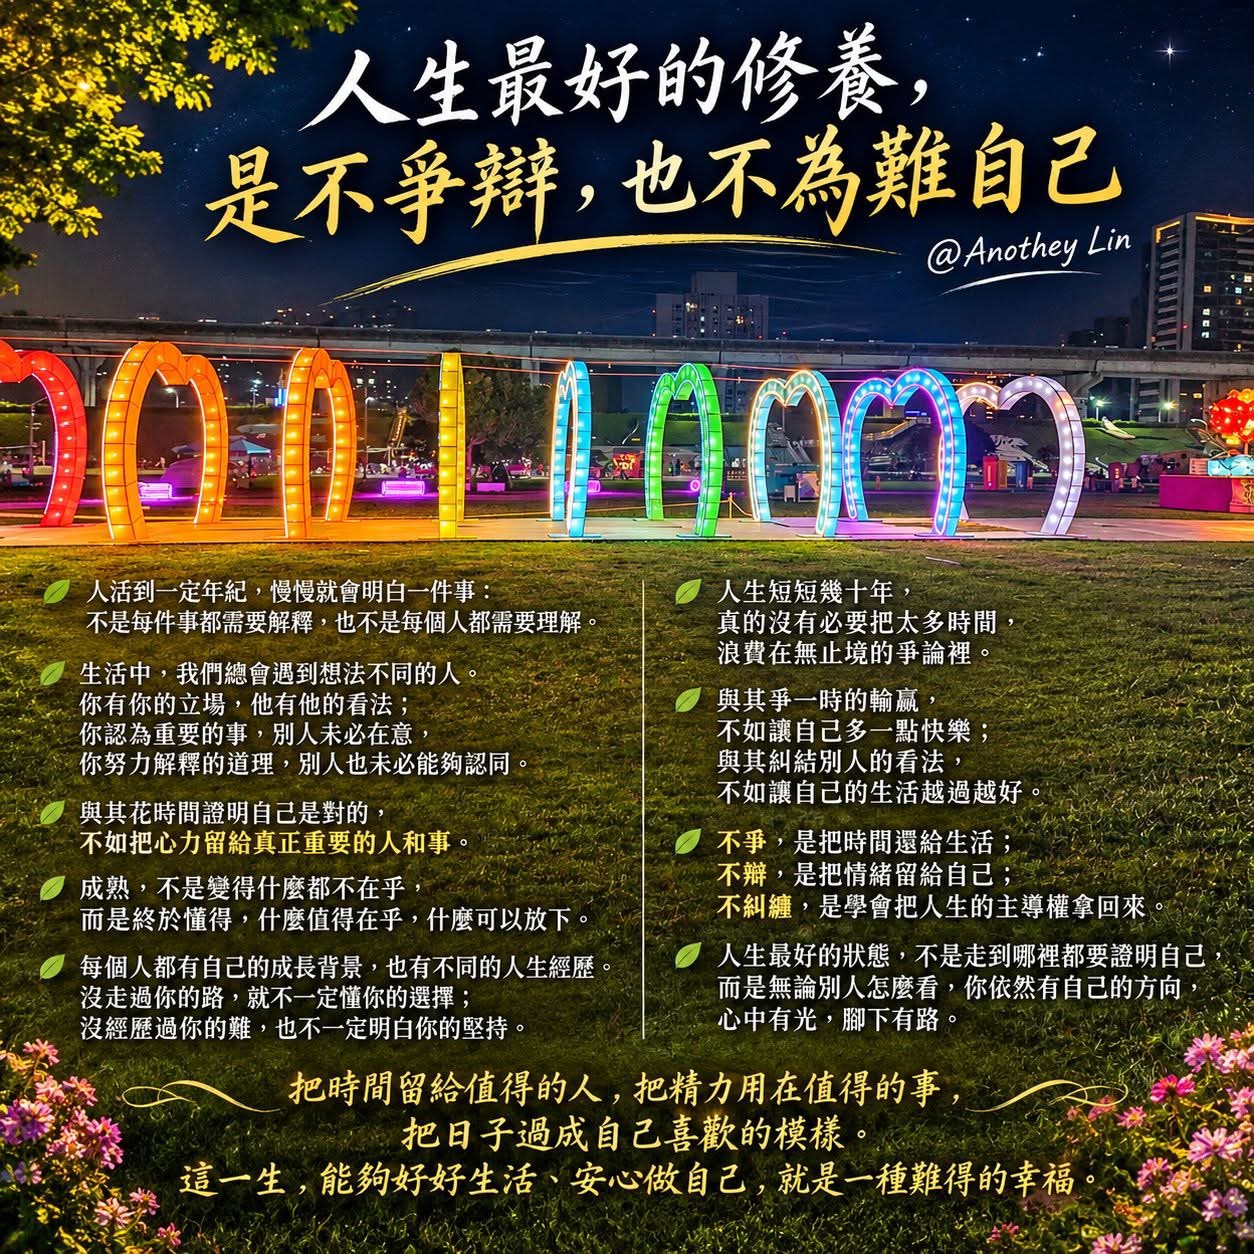 人生最好的修養，
是不爭辯，也不為難自己
@Anothey Lin
人活到一定年紀，慢慢就會明白一件事：
不是每件事都需要解釋，也不是每個人都需要理解。
生活中，我們總會遇到想法不同的人。
你有你的立場，他有他的看法；
你認為重要的事，別人未必在意，
你努力解釋的道理，別人也未必能夠認同。
與其花時間證明自己是對的，
不如把心力留給真正重要的人和事。
成熟，不是變得什麼都不在乎，
而是終於懂得，什麼值得在乎，什麼可以放下。
每個人都有自己的成長背景，也有不同的人生經歷。
沒走過你的路，就不一定懂你的選擇；
沒經歷過你的難，也不一定明白你的堅持。
人生短短幾十年，
真的沒有必要把太多時間，
浪費在無止境的爭論裡。
與其爭一時的輸贏，
不如讓自己多一點快樂；
與其糾結別人的看法，
不如讓自己的生活越過越好。
不爭，是把時間還給生活；
不辯，是把情緒留給自己；
不糾纏，是學會把人生的主導權拿回來。
人生最好的狀態，不是走到哪裡都要證明自己，
而是無論別人怎麼看，你依然有自己的方向，
心中有光，腳下有路。
把時間留給值得的人，把精力用在值得的事，
把日子過成自己喜歡的模樣。
這一生，能夠好好生活、安心做自己，就是一種難得的幸福。